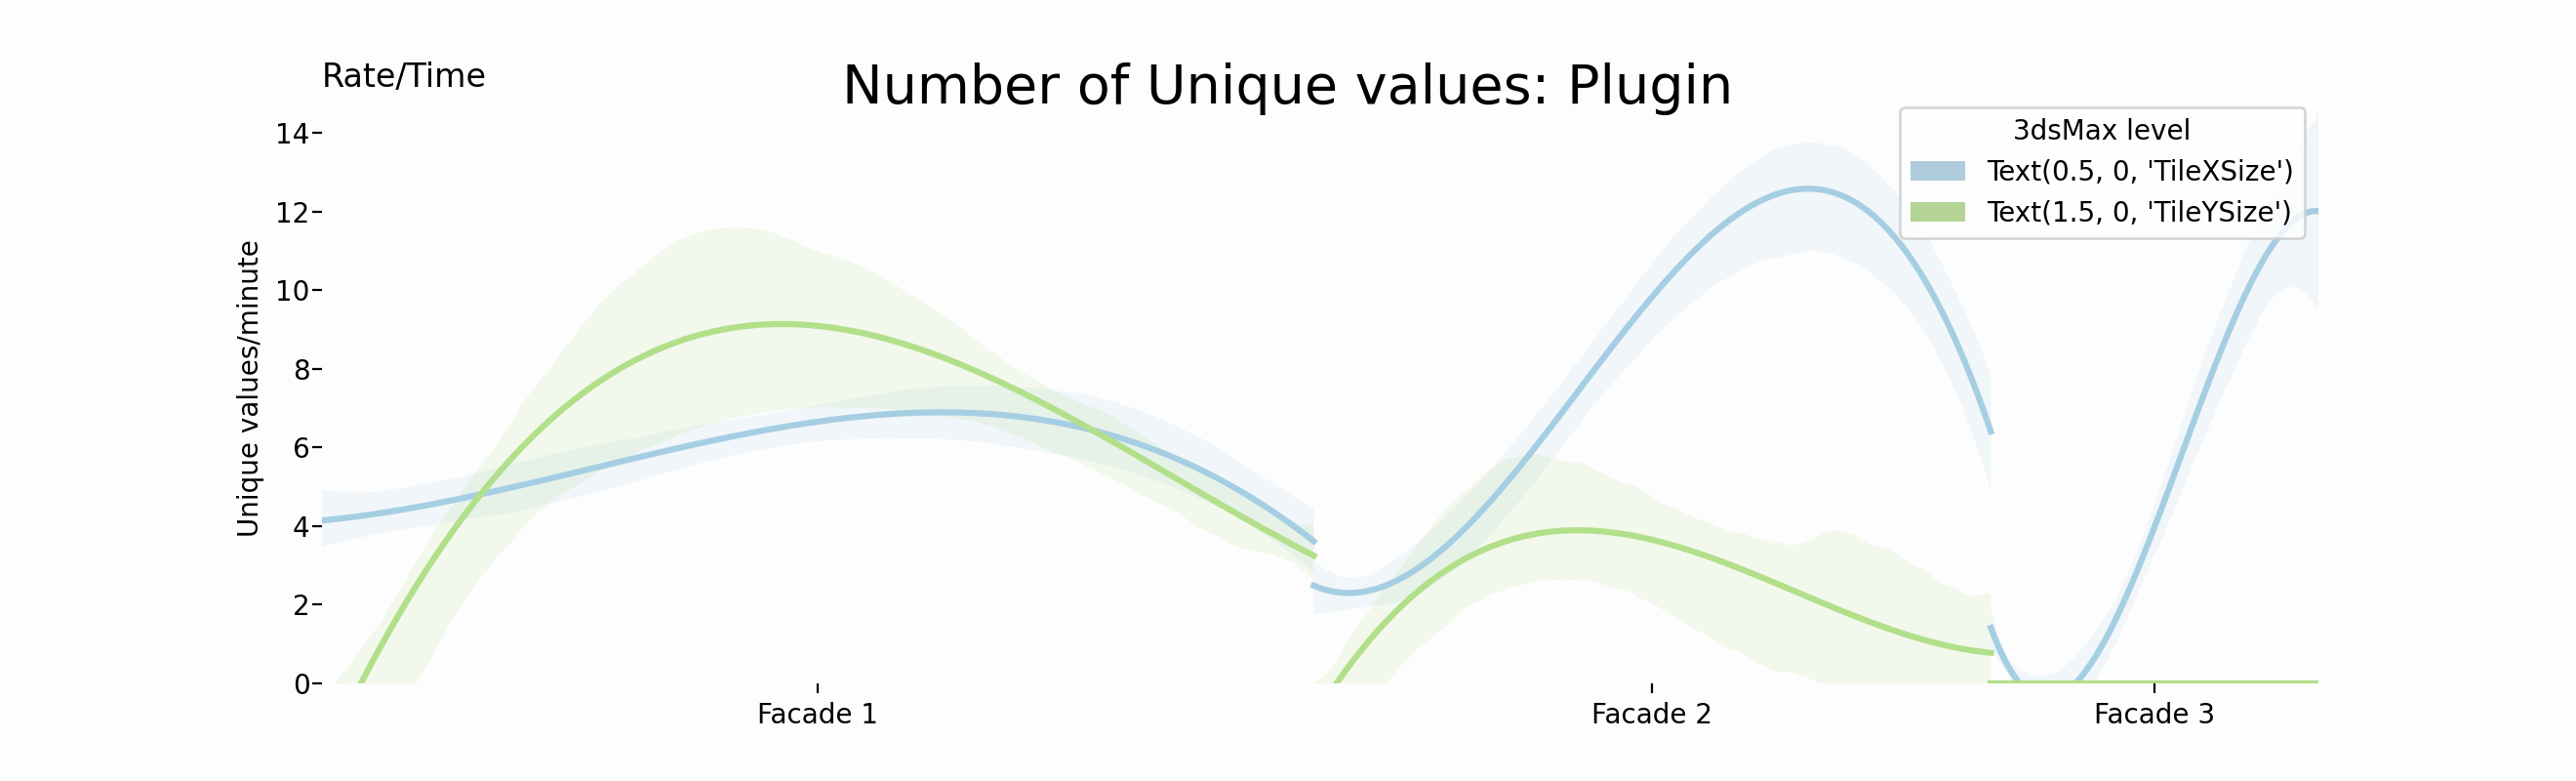 Rate/Time
Number of Unique values: Plugin
3dsMax level
Text(0.5, 0, 'TileXSize')
Text(1.5, 0, 'TileYSize')
Unique values/minute
14
12
10
8
6
4
2
0
Facade 1
Facade 2
Facade 3